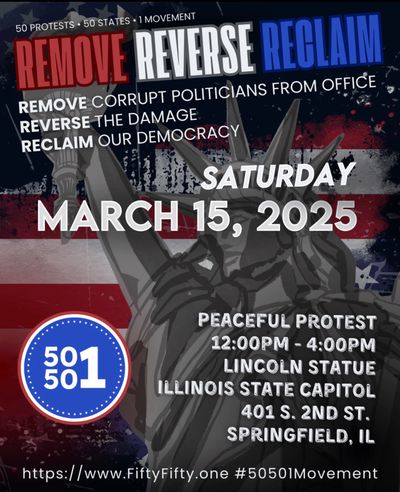 50 PROTESTS • 50 STATES • 1 MOVEMENT
REMOVE REVERSE RECLAIM
REMOVE CORRUPT POLITICIANS FROM OFFICE
REVERSE THE DAMAGE
RECLAIM OUR DEMOCRACY
SATURDAY
MARCH 15, 2025
PEACEFUL PROTEST
12:00PM - 4:00PM
LINCOLN STATUE
ILLINOIS STATE CAPITOL
401 S. 2ND ST.
SPRINGFIELD, IL
50
50 1
https://www.FiftyFifty.one #50501Movement